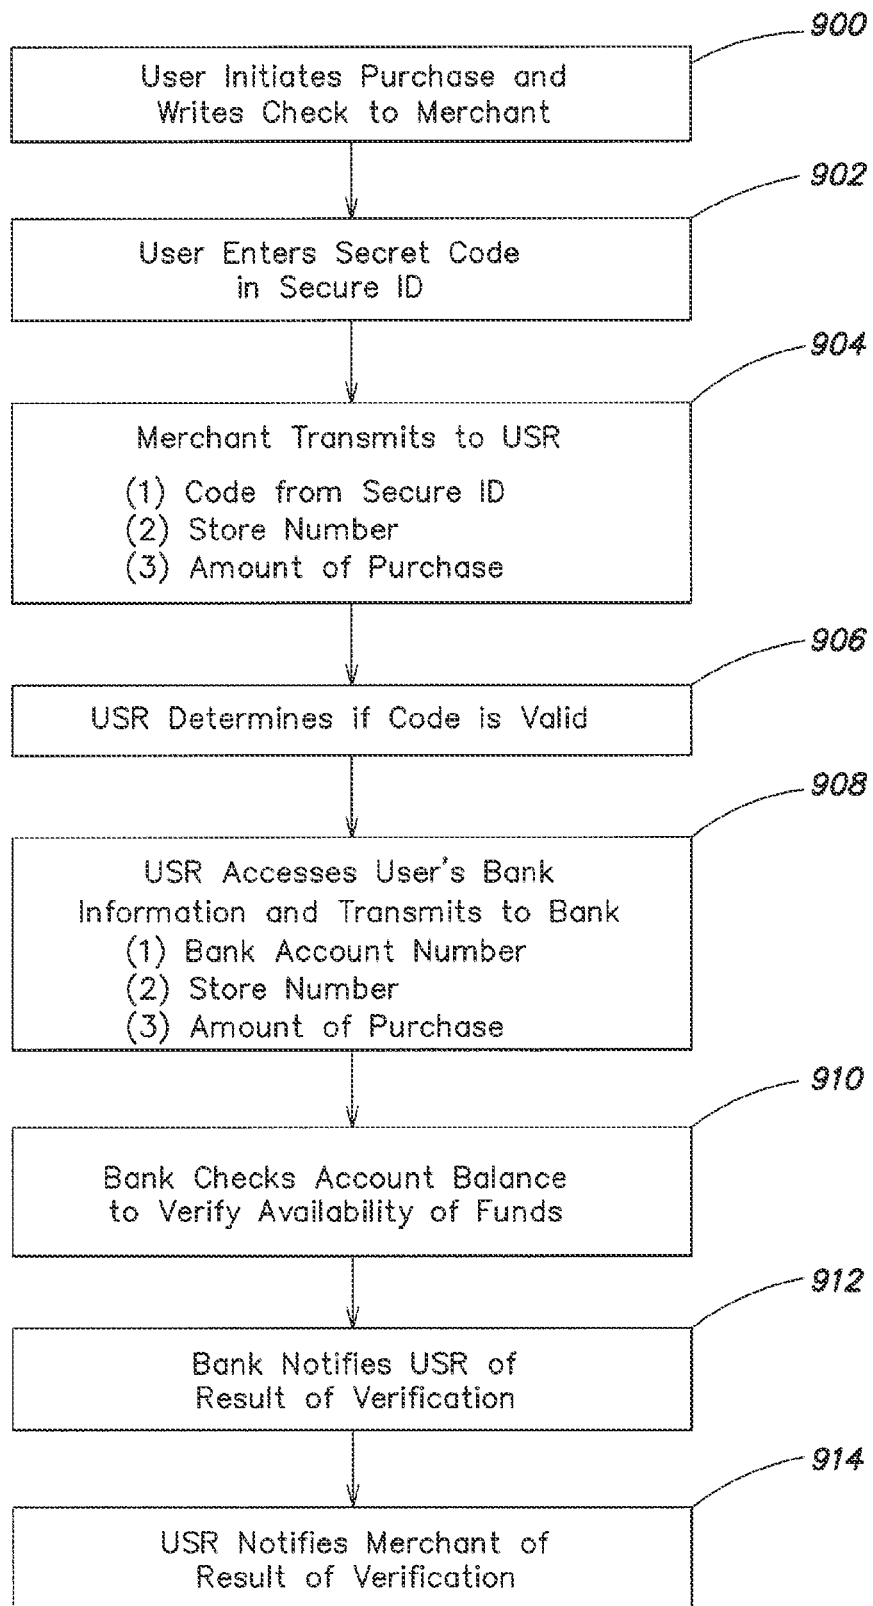 900
User Initiates Purchase and
Writes Check to Merchant
902
User Enters Secret Code
in Secure ID
904
Merchant Transmits to USR
(1) Code from Secure ID
(2) Store Number
(3) Amount of Purchase
906
USR Determines if Code is Valid
908
USR Accesses User's Bank
Information and Transmits to Bank
(1) Bank Account Number
(2) Store Number
(3) Amount of Purchase
910
Bank Checks Account Balance
to Verify Availability of Funds
912
Bank Notifies USR of
Result of Verification
914
USR Notifies Merchant of
Result of Verification